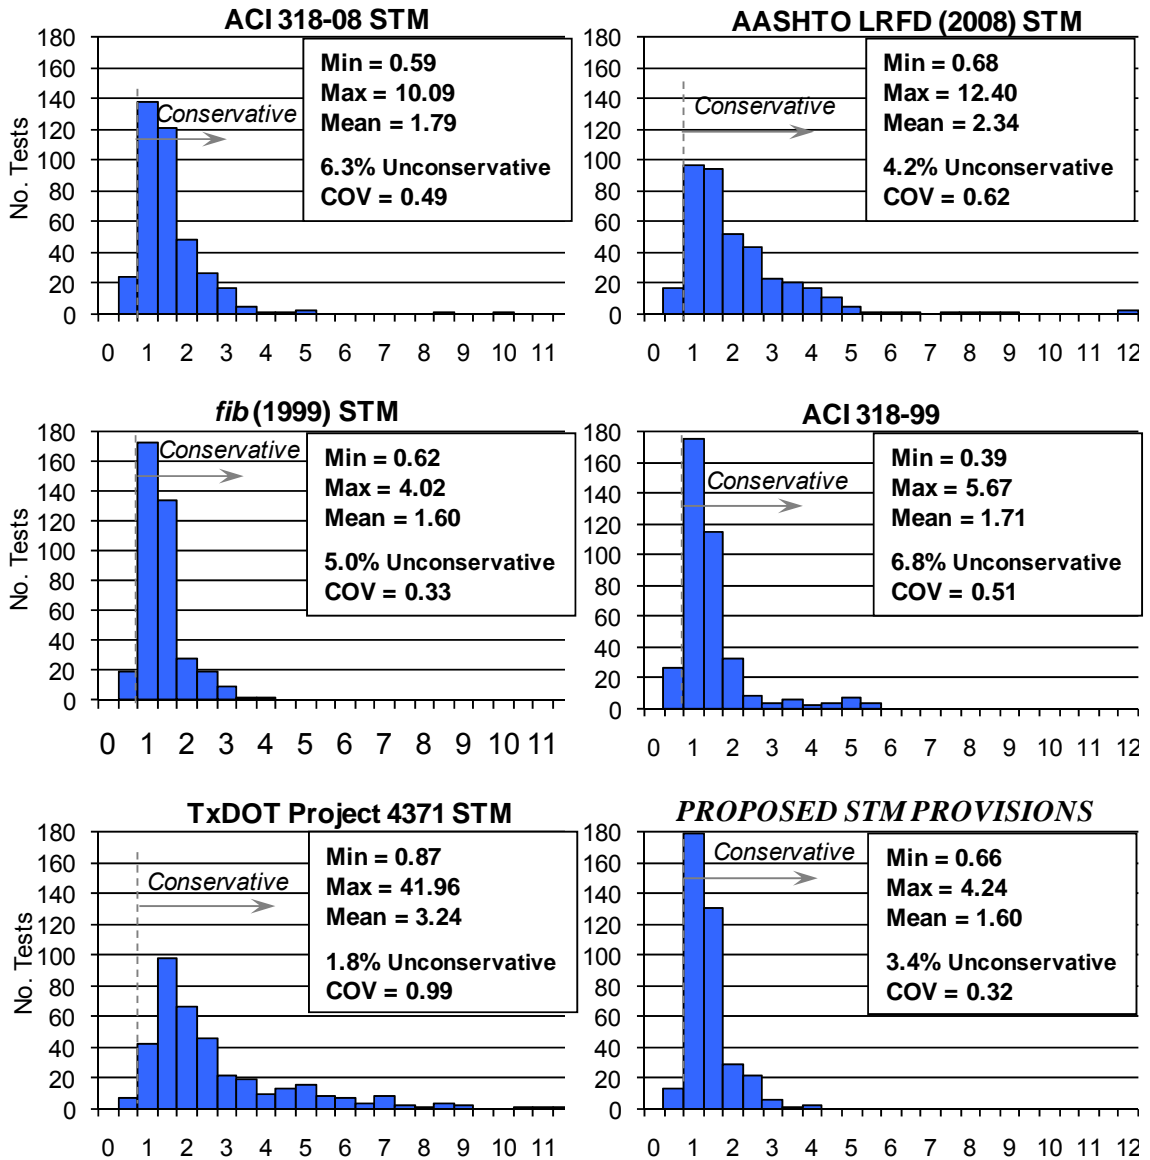 ACI 318-08 STM
180
160
140
120
100
80
60
40
20
0
No. Tests
Conservative
Min = 0.59
Max = 10.09
Mean = 1.79
6.3% Unconservative
COV = 0.49
0 1 2 3 4 5 6 7 8 9 10 11
AASHTO LRFD (2008) STM
180
160
140
120
100
80
60
40
20
0
Conservative
Min = 0.68
Max = 12.40
Mean = 2.34
4.2% Unconservative
COV = 0.62
0 1 2 3 4 5 6 7 8 9 10 11 12
fib (1999) STM
180
160
140
120
100
80
60
40
20
0
No. Tests
Conservative
Min = 0.62
Max = 4.02
Mean = 1.60
5.0% Unconservative
COV = 0.33
0 1 2 3 4 5 6 7 8 9 10 11
ACI 318-99
180
160
140
120
100
80
60
40
20
0
Conservative
Min = 0.39
Max = 5.67
Mean = 1.71
6.8% Unconservative
COV = 0.51
0 1 2 3 4 5 6 7 8 9 10 11 12
TxDOT Project 4371 STM
180
160
140
120
100
80
60
40
20
0
No. Tests
Conservative
Min = 0.87
Max = 41.96
Mean = 3.24
1.8% Unconservative
COV = 0.99
0 1 2 3 4 5 6 7 8 9 10 11
PROPOSED STM PROVISIONS
180
160
140
120
100
80
60
40
20
0
Conservative
Min = 0.66
Max = 4.24
Mean = 1.60
3.4% Unconservative
COV = 0.32
0 1 2 3 4 5 6 7 8 9 10 11 12